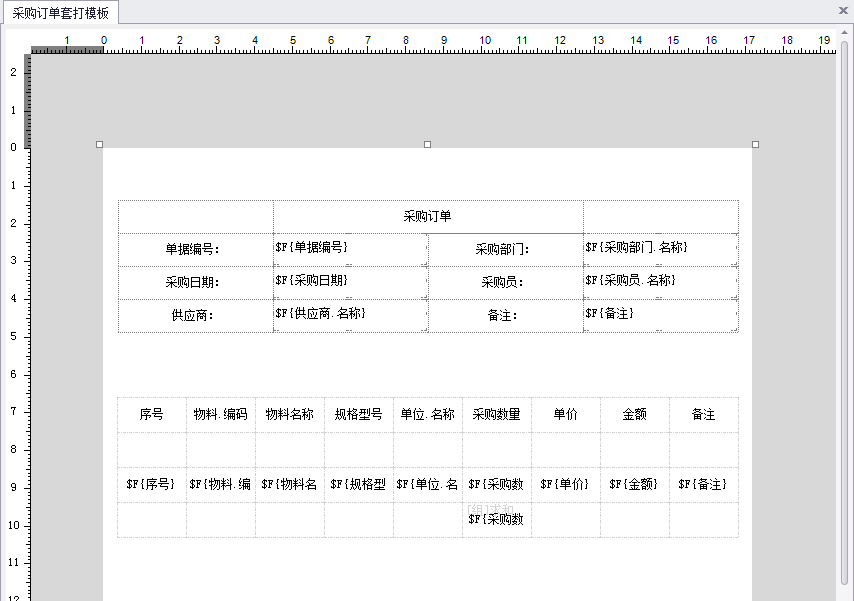 采购订单套打模板
1 0 1 2 3 4 5 6 7 8 9 10 11 12 13 14 15 16 17 18 19
2
1
0
1
2
3
4
5
6
7
8
9
10
11
12
采购订单
单据编号： $F{单据编号} 采购部门： $F{采购部门.名称}
采购日期： $F{采购日期} 采购员： $F{采购员.名称}
供应商： $F{供应商.名称} 备注： $F{备注}
序号 物料.编码 物料名称 规格型号 单位.名称 采购数量 单价 金额 备注
$F{序号} $F{物料.编 $F{物料名 $F{规格型 $F{单位.名 $F{采购数 $F{单价} $F{金额} $F{备注}
[组]求和
$F{采购数